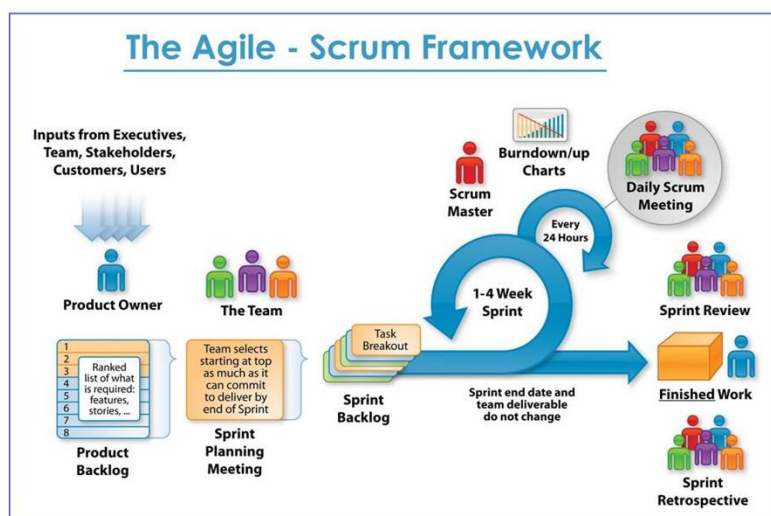 The Agile - Scrum Framework
Inputs from Executives,
Team, Stakeholders,
Customers, Users
Product Owner
The Team
1
2
3
4
5
6
7
8
Ranked
list of what
is required:
features,
stories, ...
Product
Backlog
Team selects
starting at top
as much as it
can commit
to deliver by
end of Sprint
Sprint
Planning
Meeting
Task
Breakout
Sprint
Backlog
Scrum
Master
Burndown/up
Charts
Every
24 Hours
1-4 Week
Sprint
Daily Scrum
Meeting
Sprint end date and
team deliverable
do not change
Sprint Review
Finished Work
Sprint
Retrospective